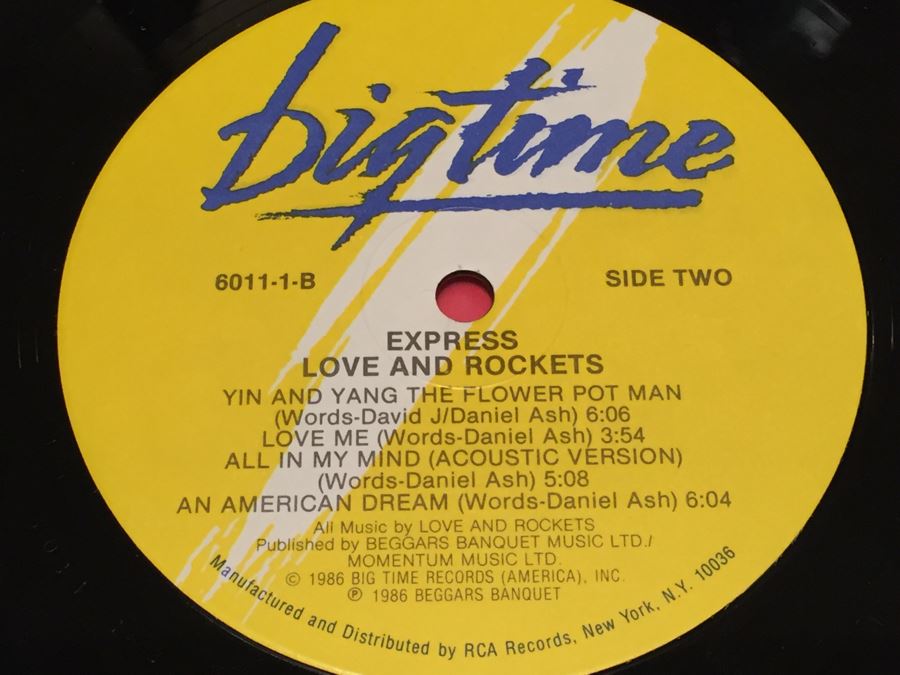 bigtime
6011-1-B
SIDE TWO
EXPRESS
LOVE AND ROCKETS
YIN AND YANG THE FLOWER POT MAN
(Words-David J/Daniel Ash) 6:06
LOVE ME (Words-Daniel Ash) 3:54
ALL IN MY MIND (ACOUSTIC VERSION)
(Words-Daniel Ash) 5:08
AN AMERICAN DREAM (Words-Daniel Ash) 6:04
All Music by LOVE AND ROCKETS
Published by BEGGARS BANQUET MUSIC LTD./
MOMENTUM MUSIC LTD.
© 1986 BIG TIME RECORDS (AMERICA), INC.
℗ 1986 BEGGARS BANQUET
Manufactured and Distributed by RCA Records, New York, N.Y. 10036